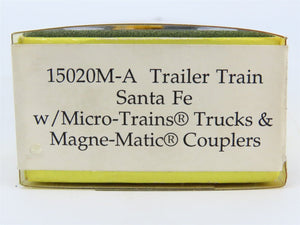 15020M-A Trailer Train
Santa Fe
w/Micro-Trains® Trucks &
Magne-Matic® Couplers